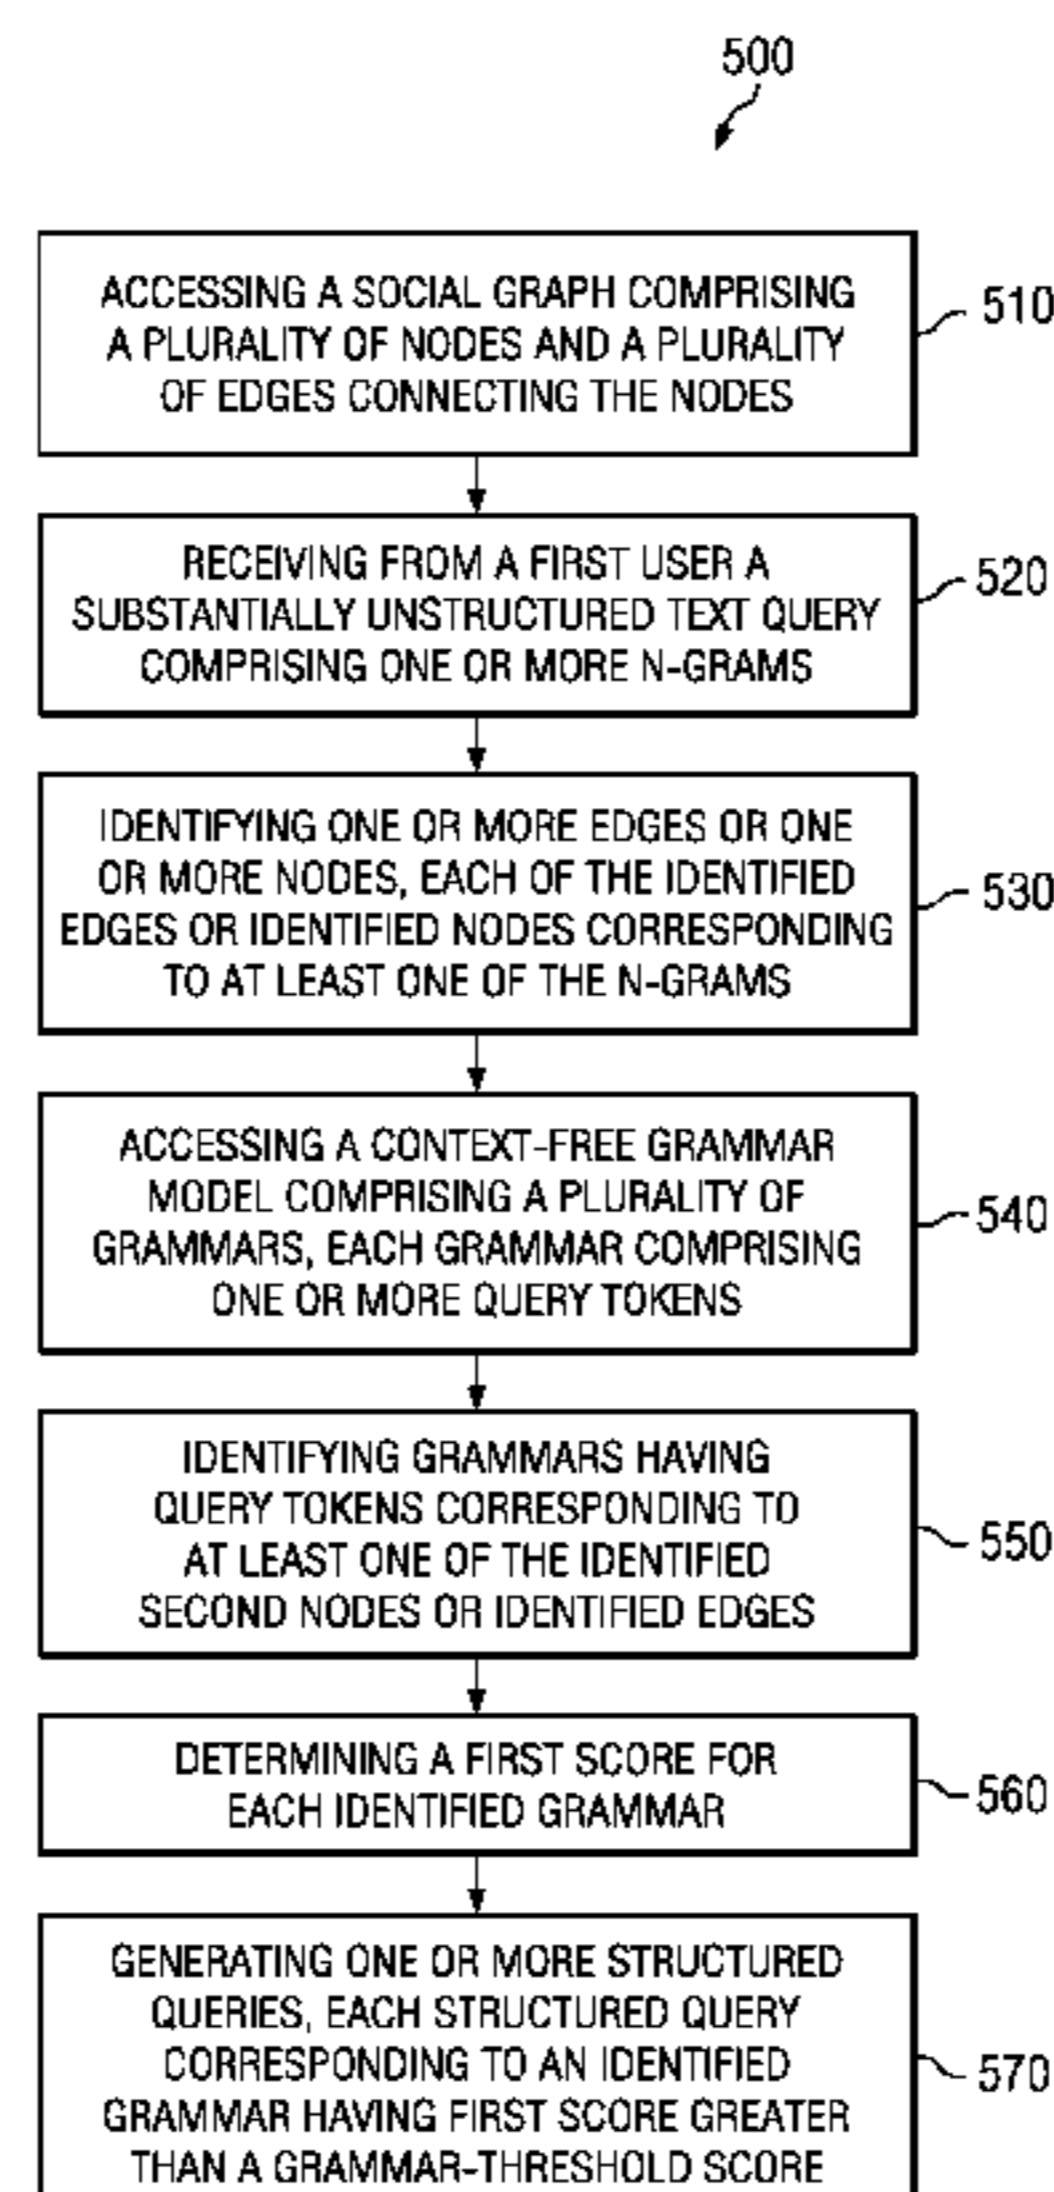 500
ACCESSING A SOCIAL GRAPH COMPRISING
A PLURALITY OF NODES AND A PLURALITY
OF EDGES CONNECTING THE NODES
510
RECEIVING FROM A FIRST USER A
SUBSTANTIALLY UNSTRUCTURED TEXT QUERY
COMPRISING ONE OR MORE N-GRAMS
520
IDENTIFYING ONE OR MORE EDGES OR ONE
OR MORE NODES, EACH OF THE IDENTIFIED
EDGES OR IDENTIFIED NODES CORRESPONDING
TO AT LEAST ONE OF THE N-GRAMS
530
ACCESSING A CONTEXT-FREE GRAMMAR
MODEL COMPRISING A PLURALITY OF
GRAMMARS, EACH GRAMMAR COMPRISING
ONE OR MORE QUERY TOKENS
540
IDENTIFYING GRAMMARS HAVING
QUERY TOKENS CORRESPONDING TO
AT LEAST ONE OF THE IDENTIFIED
SECOND NODES OR IDENTIFIED EDGES
550
DETERMINING A FIRST SCORE FOR
EACH IDENTIFIED GRAMMAR
560
GENERATING ONE OR MORE STRUCTURED
QUERIES, EACH STRUCTURED QUERY
CORRESPONDING TO AN IDENTIFIED
GRAMMAR HAVING FIRST SCORE GREATER
THAN A GRAMMAR-THRESHOLD SCORE
570